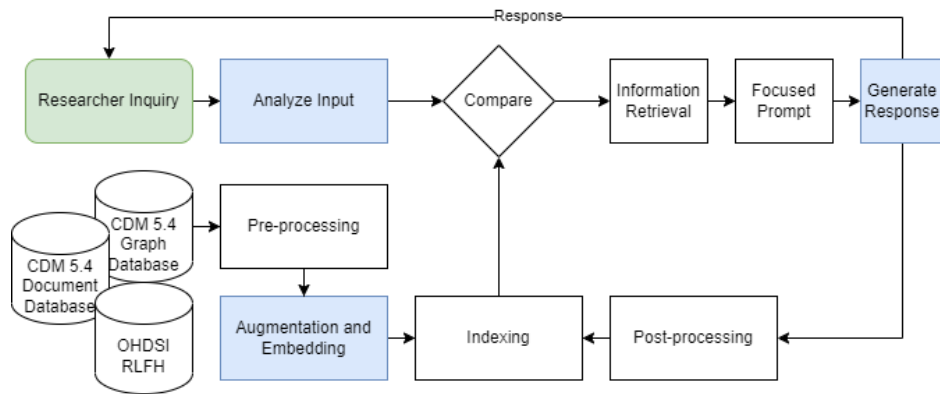 Response
Researcher Inquiry
Analyze Input
Compare
Information
Retrieval
Focused
Prompt
Generate
Response
CDM 5.4
Graph
Database
CDM 5.4
Document
Database
OHDSI
RLFH
Pre-processing
Augmentation and
Embedding
Indexing
Post-processing